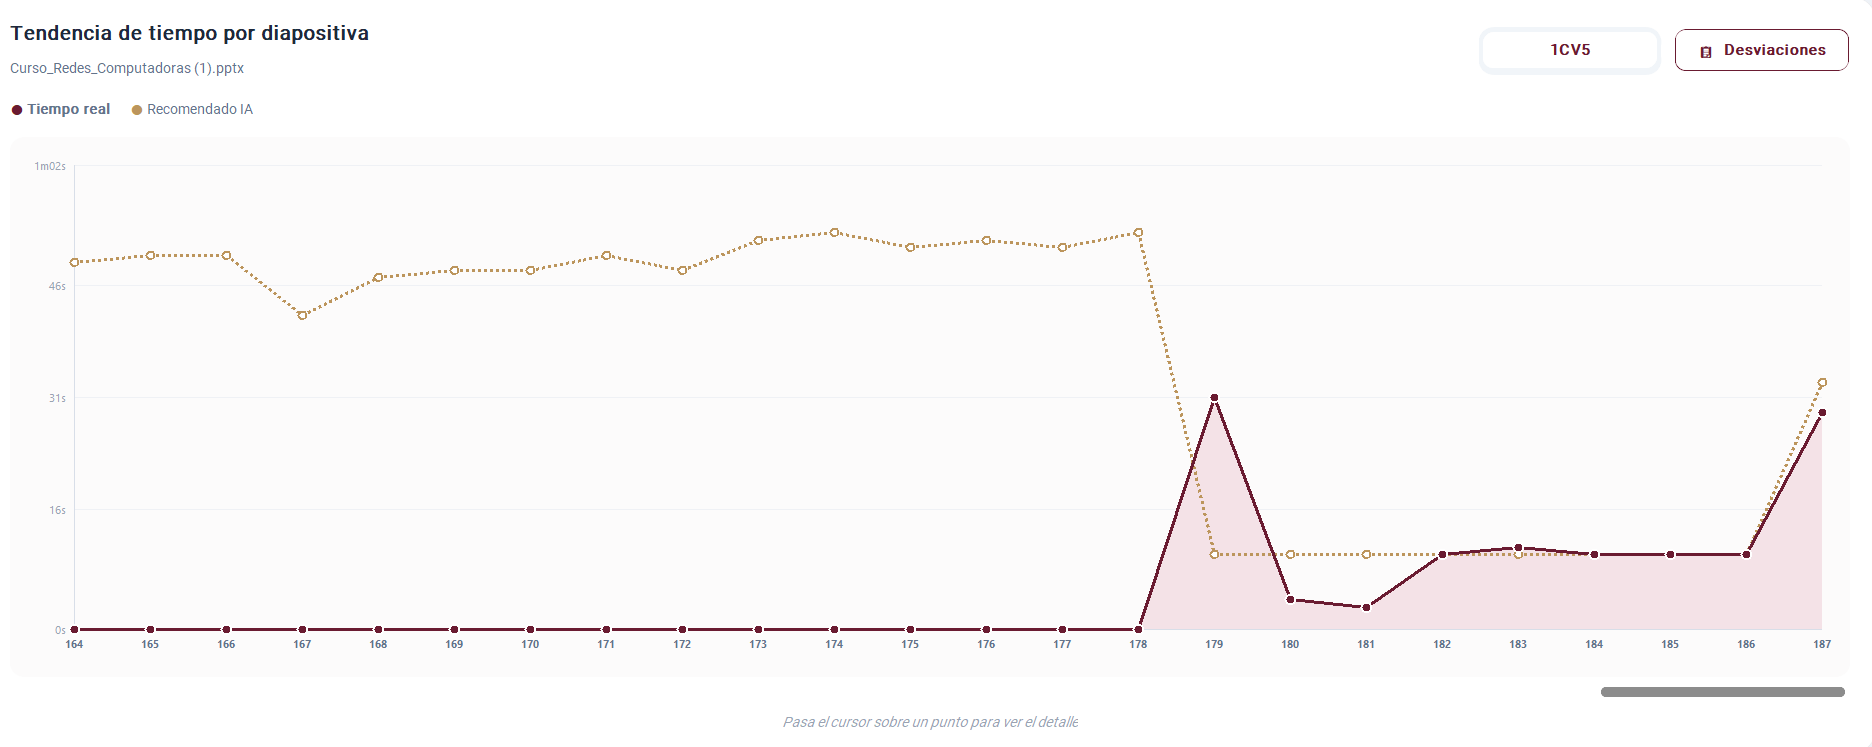 Tendencia de tiempo por diapositiva
Curso_Redes_Computadoras (1).pptx
1CV5
Desviaciones
Tiempo real
Recomendado IA
1m02s
46s
31s
16s
0s
164 165 166 167 168 169 170 171 172 173 174 175 176 177 178 179 180 181 182 183 184 185 186 187
Pasa el cursor sobre un punto para ver el detalle